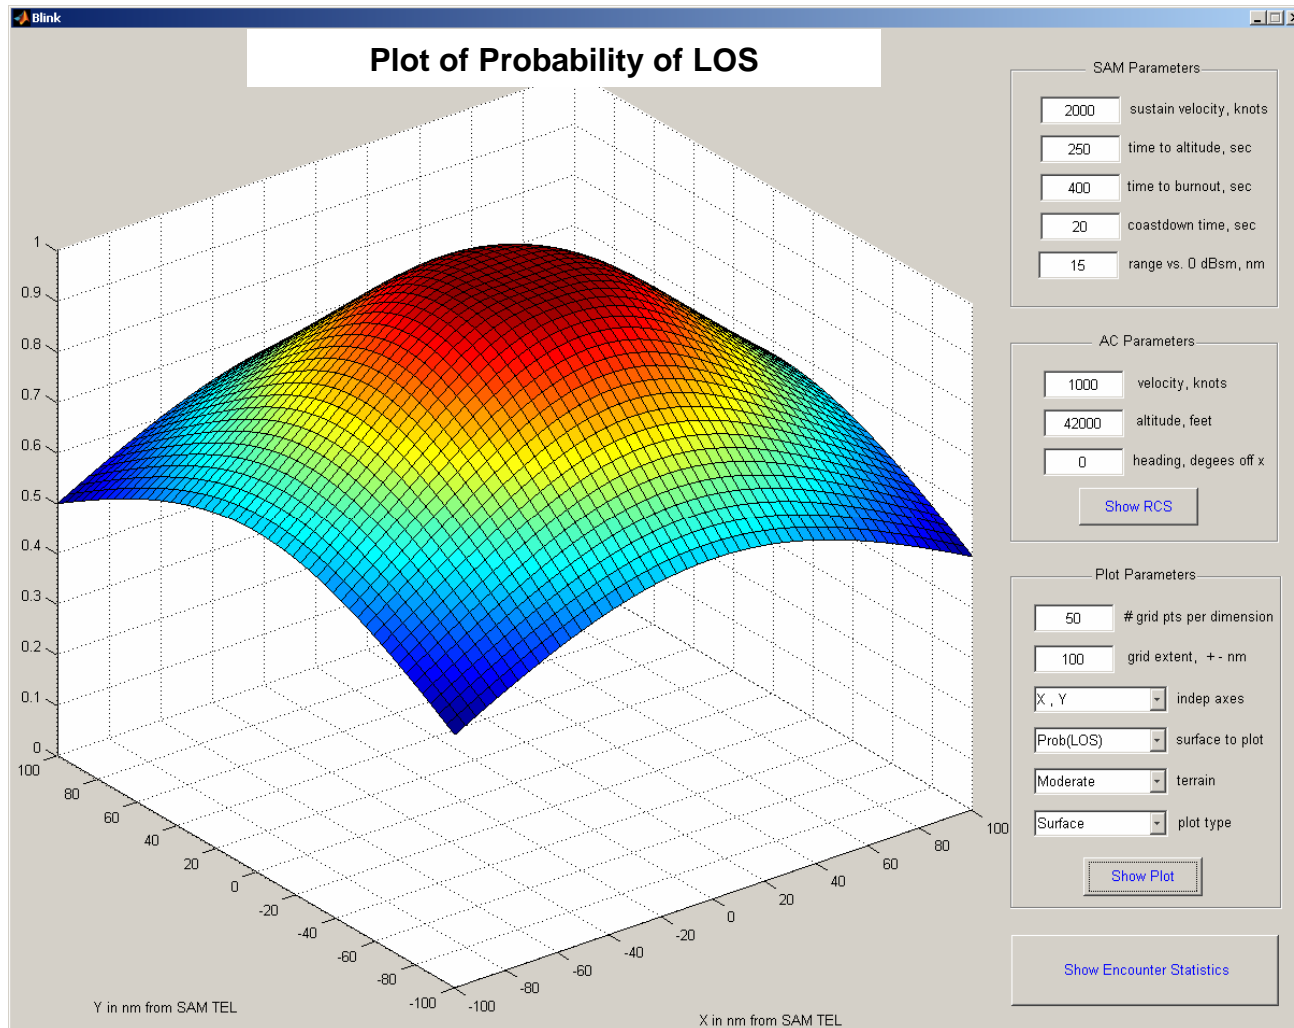 Blink
Plot of Probability of LOS
1
0.9
0.8
0.7
0.6
0.5
0.4
0.3
0.2
0.1
0
100
80
60
40
20
0
-20
-40
-60
-80
-100
-100
-80
-60
-40
-20
0
20
40
60
80
100
Y in nm from SAM TEL
X in nm from SAM TEL
SAM Parameters
2000 sustain velocity, knots
250 time to altitude, sec
400 time to burnout, sec
20 coastdown time, sec
15 range vs. 0 dBsm, nm
AC Parameters
1000 velocity, knots
42000 altitude, feet
0 heading, degees off x
Show RCS
Plot Parameters
50 # grid pts per dimension
100 grid extent, + - nm
X , Y indep axes
Prob(LOS) surface to plot
Moderate terrain
Surface plot type
Show Plot
Show Encounter Statistics